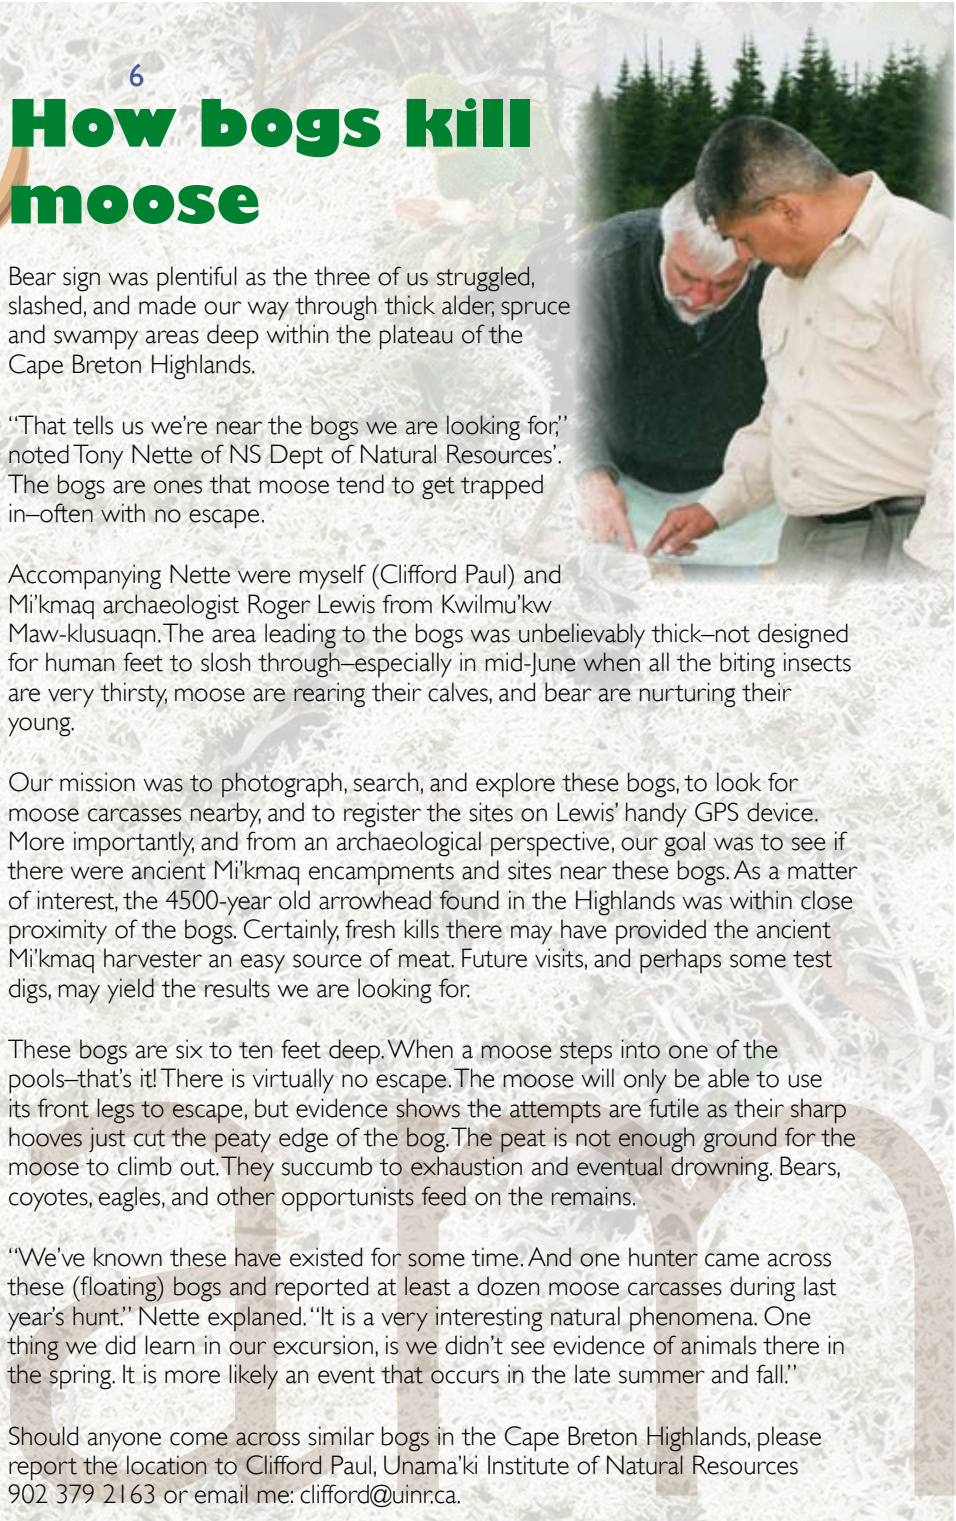 6
How bogs kill
moose
Bear sign was plentiful as the three of us struggled,
slashed, and made our way through thick alder, spruce
and swampy areas deep within the plateau of the
Cape Breton Highlands.
“That tells us we’re near the bogs we are looking for,”
noted Tony Nette of NS Dept of Natural Resources’.
The bogs are ones that moose tend to get trapped
in–often with no escape.
Accompanying Nette were myself (Clifford Paul) and
Mi’kmaq archaeologist Roger Lewis from Kwilmu’kw
Maw-klusuaqn. The area leading to the bogs was unbelievably thick–not designed
for human feet to slosh through–especially in mid-June when all the biting insects
are very thirsty, moose are rearing their calves, and bear are nurturing their
young.
Our mission was to photograph, search, and explore these bogs, to look for
moose carcasses nearby, and to register the sites on Lewis’ handy GPS device.
More importantly, and from an archaeological perspective, our goal was to see if
there were ancient Mi’kmaq encampments and sites near these bogs. As a matter
of interest, the 4500-year old arrowhead found in the Highlands was within close
proximity of the bogs. Certainly, fresh kills there may have provided the ancient
Mi’kmaq harvester an easy source of meat. Future visits, and perhaps some test
digs, may yield the results we are looking for.
These bogs are six to ten feet deep. When a moose steps into one of the
pools–that’s it! There is virtually no escape. The moose will only be able to use
its front legs to escape, but evidence shows the attempts are futile as their sharp
hooves just cut the peaty edge of the bog. The peat is not enough ground for the
moose to climb out. They succumb to exhaustion and eventual drowning. Bears,
coyotes, eagles, and other opportunists feed on the remains.
“We’ve known these have existed for some time. And one hunter came across
these (floating) bogs and reported at least a dozen moose carcasses during last
year’s hunt.” Nette explaned. “It is a very interesting natural phenomena. One
thing we did learn in our excursion, is we didn’t see evidence of animals there in
the spring. It is more likely an event that occurs in the late summer and fall.”
Should anyone come across similar bogs in the Cape Breton Highlands, please
report the location to Clifford Paul, Unama’ki Institute of Natural Resources
902 379 2163 or email me: clifford@uinr.ca.
am